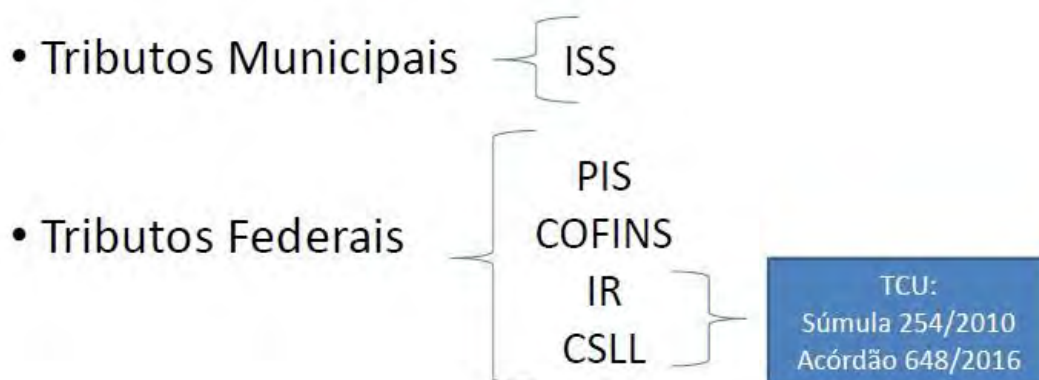 • Tributos Municipais
ISS
• Tributos Federais
PIS
COFINS
IR
CSLL
TCU:
Súmula 254/2010
Acórdão 648/2016